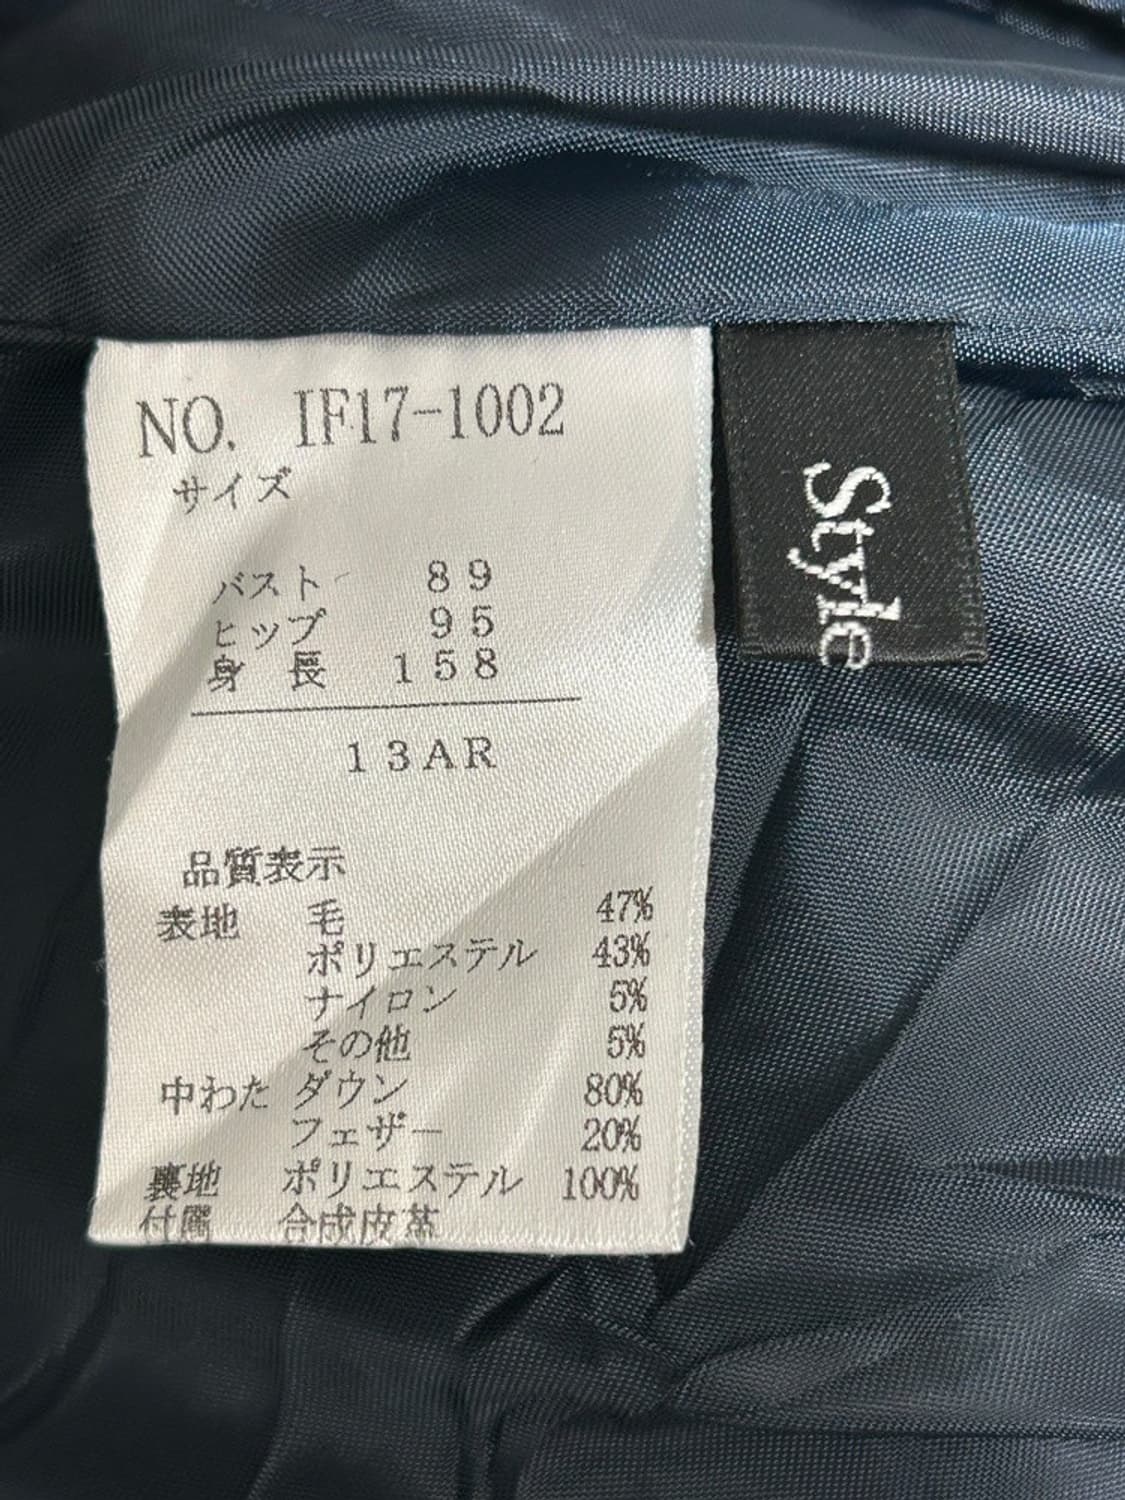 NO. IF17-1002
サイズ
バスト 89
ヒップ 95
身長 158
13AR
品質表示
表地 毛 47%
ポリエステル 43%
ナイロン 5%
その他 5%
中わた ダウン 80%
フェザー 20%
裏地 ポリエステル 100%
付属 合成皮革
Style